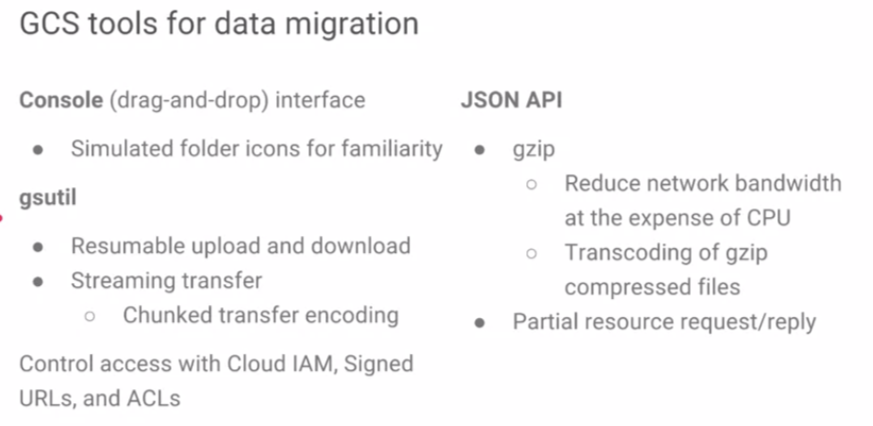 GCS tools for data migration
Console (drag-and-drop) interface
● Simulated folder icons for familiarity
gsutil
● Resumable upload and download
● Streaming transfer
○ Chunked transfer encoding
Control access with Cloud IAM, Signed
URLs, and ACLs
JSON API
● gzip
○ Reduce network bandwidth
at the expense of CPU
○ Transcoding of gzip
compressed files
● Partial resource request/reply